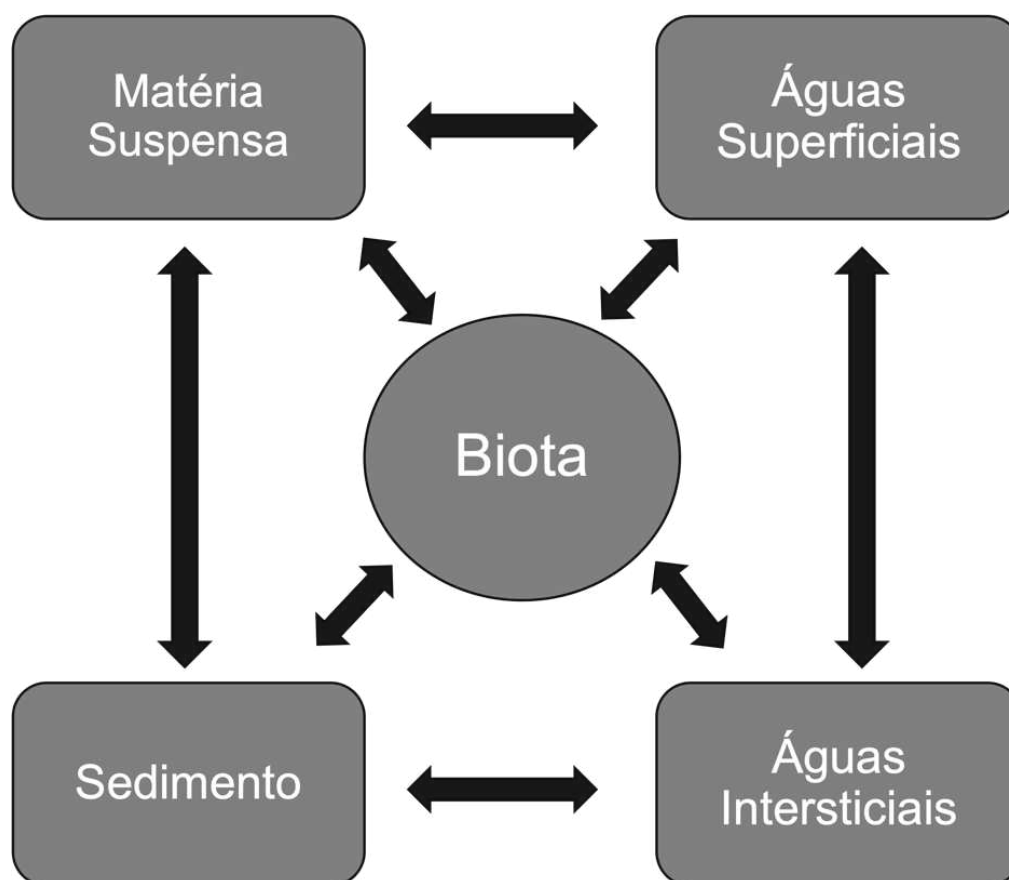 Matéria
Suspensa
Águas
Superficiais
Biota
Sedimento
Águas
Intersticiais